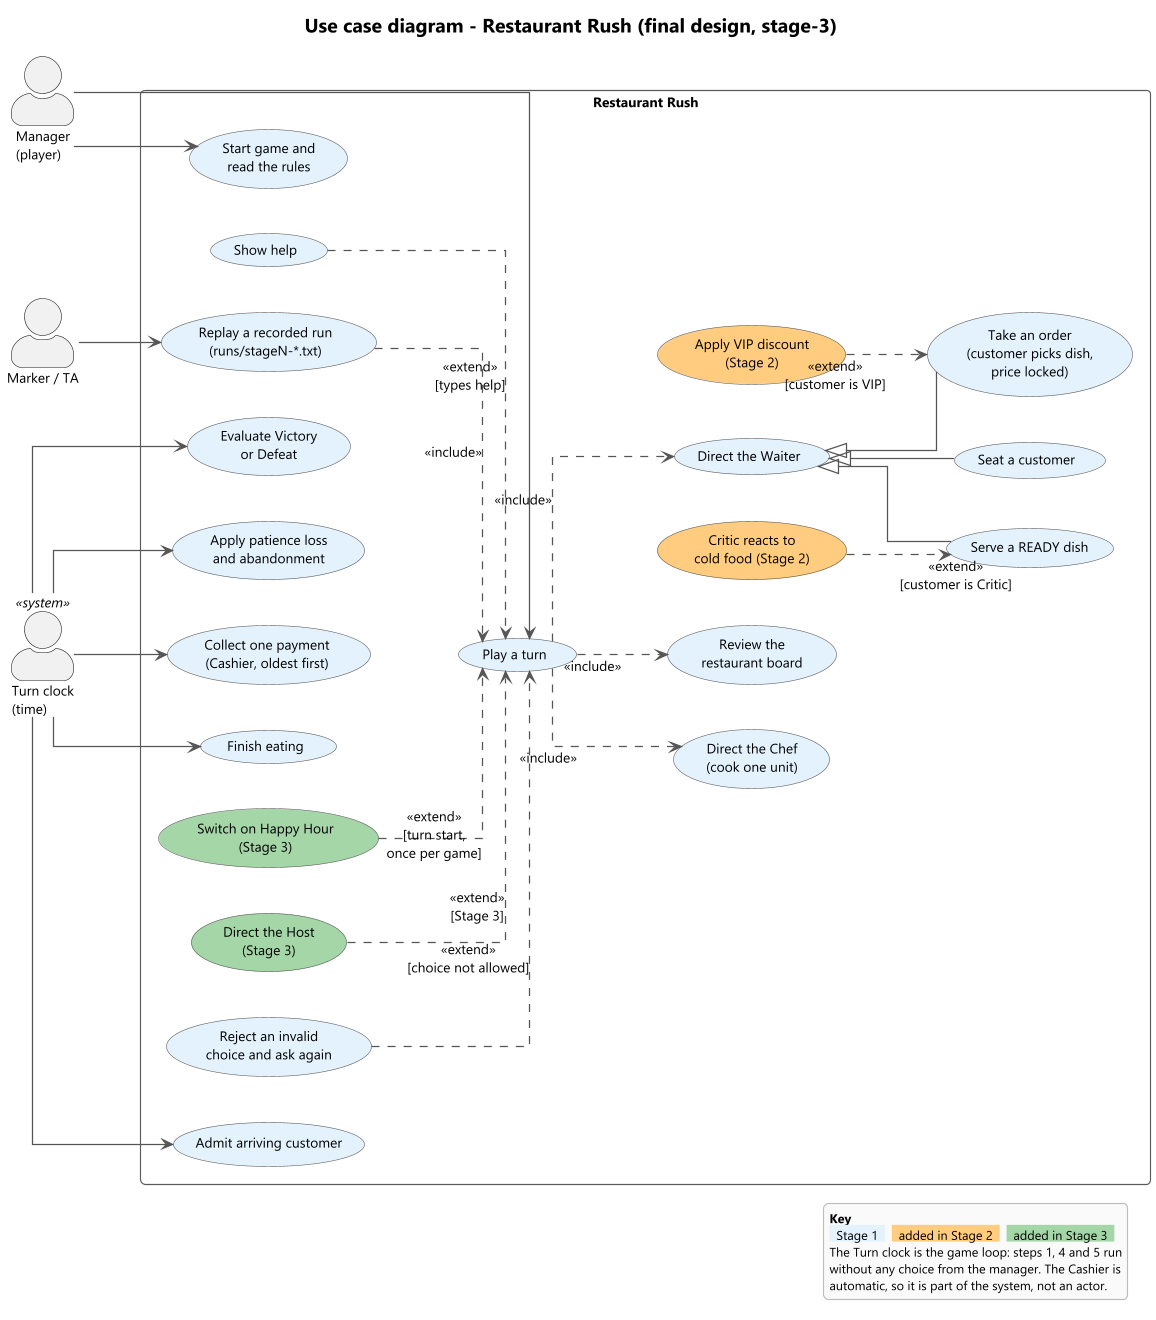 Use case diagram - Restaurant Rush (final design, stage-3)
Restaurant Rush
Manager
(player)
Start game and
read the rules
Show help
Marker / TA
Replay a recorded run
(runs/stageN-*.txt)
«extend»
[types help]
Apply VIP discount
(Stage 2)
«extend»
[customer is VIP]
Take an order
(customer picks dish,
price locked)
Evaluate Victory
or Defeat
«include»
Direct the Waiter
Seat a customer
«include»
Apply patience loss
and abandonment
Critic reacts to
cold food (Stage 2)
Serve a READY dish
«extend»
[customer is Critic]
«system»
Turn clock
(time)
Collect one payment
(Cashier, oldest first)
Play a turn
«include»
Review the
restaurant board
Finish eating
«include»
Direct the Chef
(cook one unit)
Switch on Happy Hour
(Stage 3)
«extend»
[turn start,
once per game]
«extend»
[Stage 3]
Direct the Host
(Stage 3)
«extend»
[choice not allowed]
Reject an invalid
choice and ask again
Admit arriving customer
Key
Stage 1 added in Stage 2 added in Stage 3
The Turn clock is the game loop: steps 1, 4 and 5 run
without any choice from the manager. The Cashier is
automatic, so it is part of the system, not an actor.